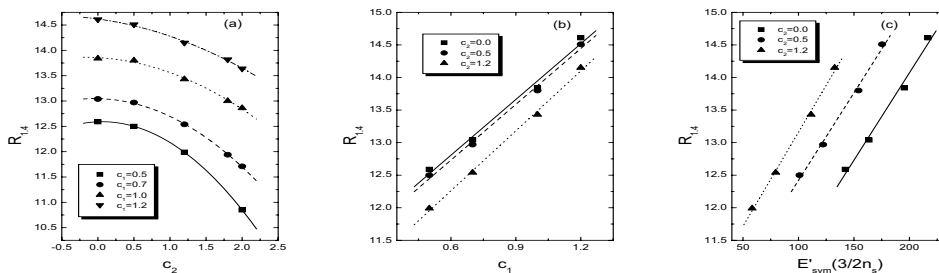 (a)
14.5
14.0
13.5
13.0
12.5
12.0
11.5
11.0
10.5
R1.4
c1=0.5
c1=0.7
c1=1.0
c1=1.2
-0.5 0.0 0.5 1.0 1.5 2.0 2.5
c2
(b)
15.0
14.5
14.0
13.5
13.0
12.5
12.0
11.5
R1.4
c2=0.0
c2=0.5
c2=1.2
0.6 0.9 1.2
c1
(c)
15.0
14.5
14.0
13.5
13.0
12.5
12.0
11.5
R1.4
c2=0.0
c2=0.5
c2=1.2
50 100 150 200
E'sym(3/2ns)